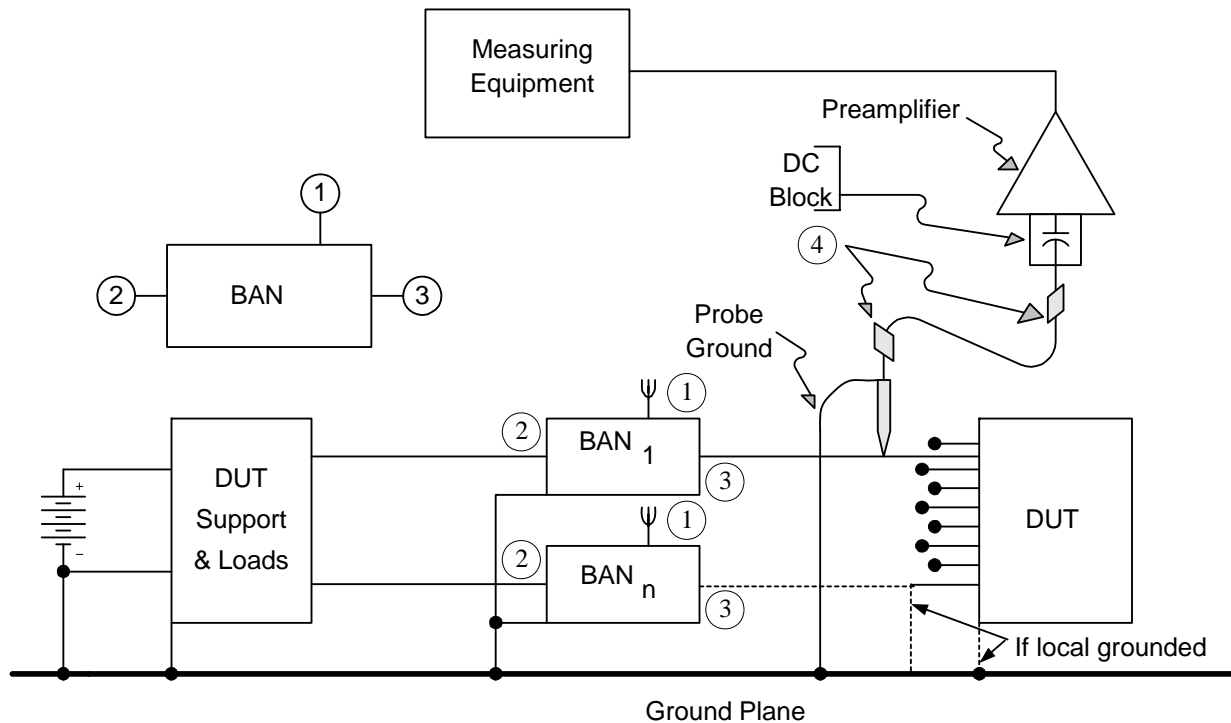 Measuring
Equipment
Preamplifier
DC
Block
1
4
2
BAN
3
Probe
Ground
1
2
BAN 1
DUT
Support
& Loads
+
3
DUT
1
2
BAN n
−
3
If local grounded
Ground Plane